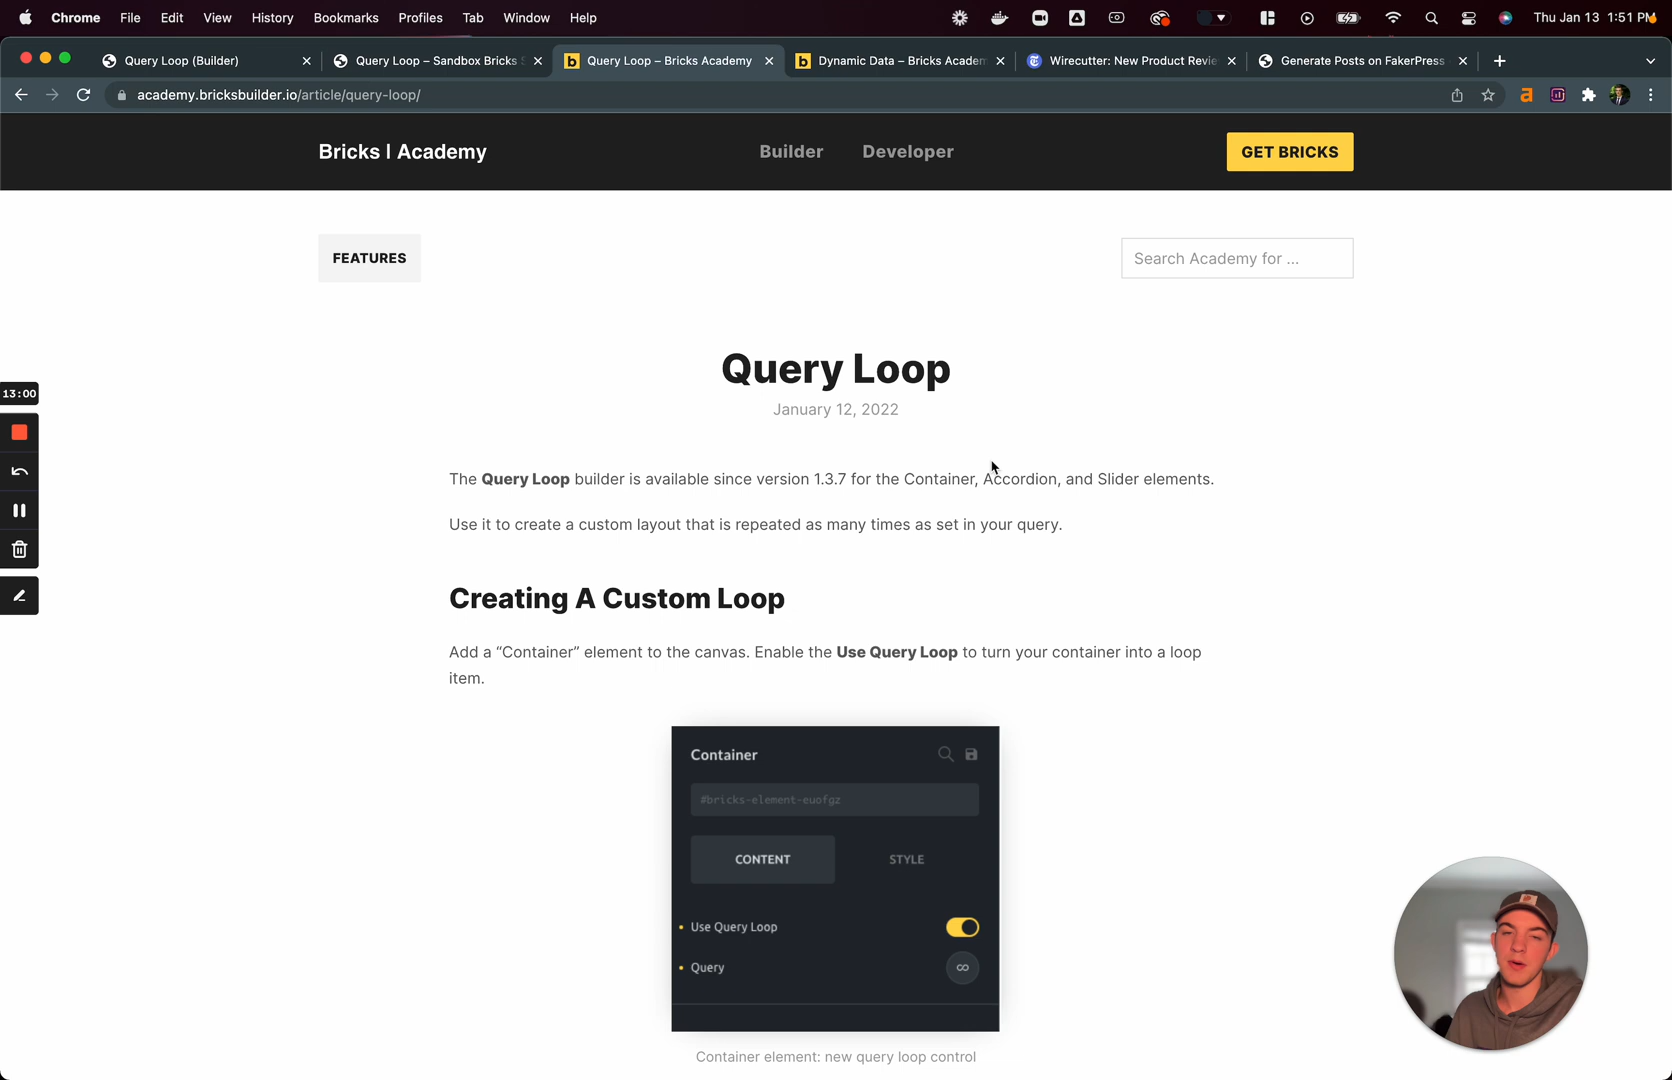 Chrome File Edit View History Bookmarks Profiles Tab Window Help
Thu Jan 13 1:51 PM
Query Loop (Builder)
Query Loop – Sandbox Bricks S
Query Loop – Bricks Academy
Dynamic Data – Bricks Academ
Wirecutter: New Product Revie
Generate Posts on FakerPress
academy.bricksbuilder.io/article/query-loop/
Bricks | Academy
Builder
Developer
GET BRICKS
FEATURES
Search Academy for ...
Query Loop
January 12, 2022
13:00
The Query Loop builder is available since version 1.3.7 for the Container, Accordion, and Slider elements.
Use it to create a custom layout that is repeated as many times as set in your query.
Creating A Custom Loop
Add a “Container” element to the canvas. Enable the Use Query Loop to turn your container into a loop
item.
Container
#bricks-element-euofgz
CONTENT
STYLE
Use Query Loop
Query
Container element: new query loop control